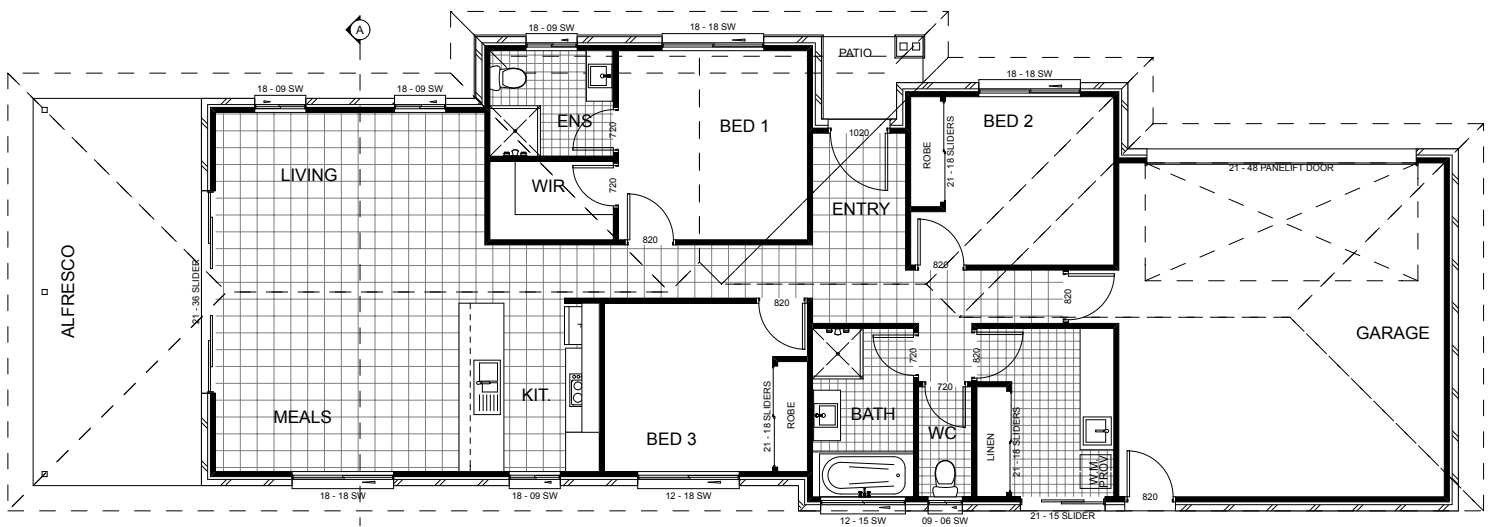 18 - 09 SW
18 - 18 SW
A
PATIO
18 - 18 SW
18 - 09 SW
18 - 09 SW
ENS
720
BED 1
1020
BED 2
ROBE
21 - 18 SLIDERS
21 - 48 PANELIFT DOOR
LIVING
WIR
720
ENTRY
820
820
ALFRESCO
21 - 36 SLIDER
820
820
GARAGE
KIT.
MEALS
BED 3
21 - 18 SLIDERS
ROBE
BATH
720
720
WC
820
LINEN
21 - 18 SLIDERS
W.M.
PROV.
820
18 - 18 SW
18 - 09 SW
12 - 18 SW
12 - 15 SW
09 - 06 SW
21 - 15 SLIDER